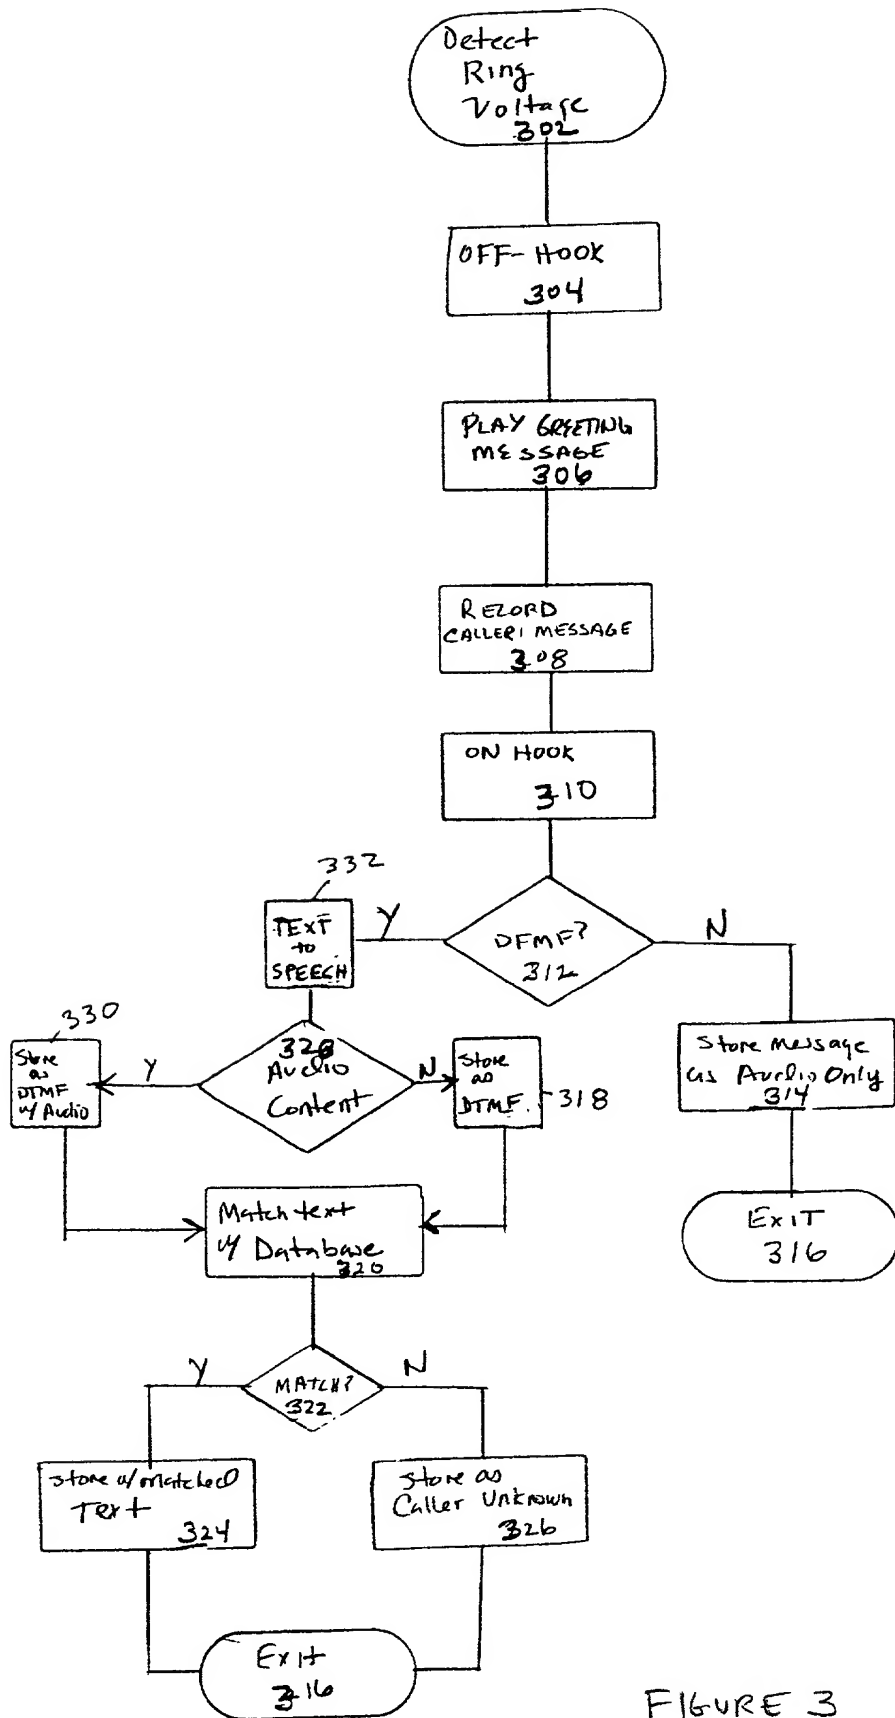 Detect
Ring
Voltage
302
OFF-HOOK
304
PLAY GREETING
MESSAGE
306
RECORD
CALLER'S MESSAGE
308
ON HOOK
310
332
TEXT
to
SPEECH
Y
DTMF?
312
N
330
Store
as
DTMF
w/ Audio
Y
328
Audio
Content
N
Store
as
DTMF
318
Store message
as Audio Only
314
Match text
w/ Database
320
EXIT
316
Y
MATCH?
322
N
Store w/ matched
Text
324
Store as
Caller Unknown
326
Exit
316
FIGURE 3